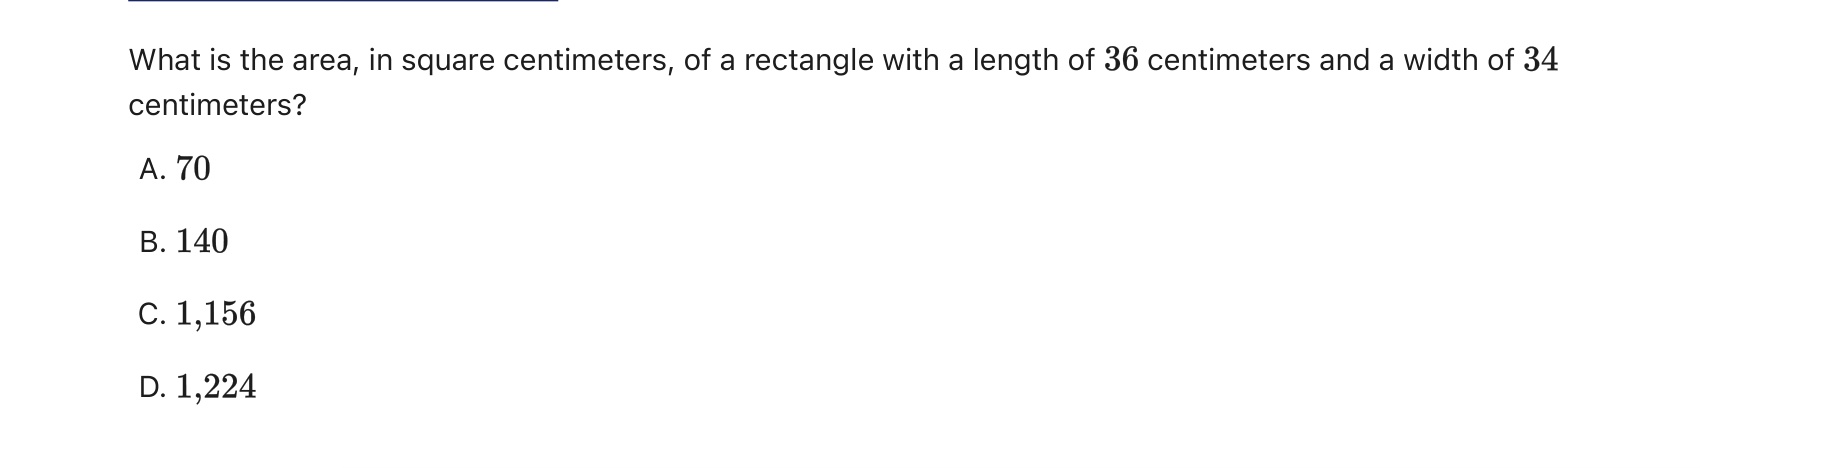 What is the area, in square centimeters, of a rectangle with a length of 36 centimeters and a width of 34
centimeters?
A. 70
B. 140
C. 1,156
D. 1,224